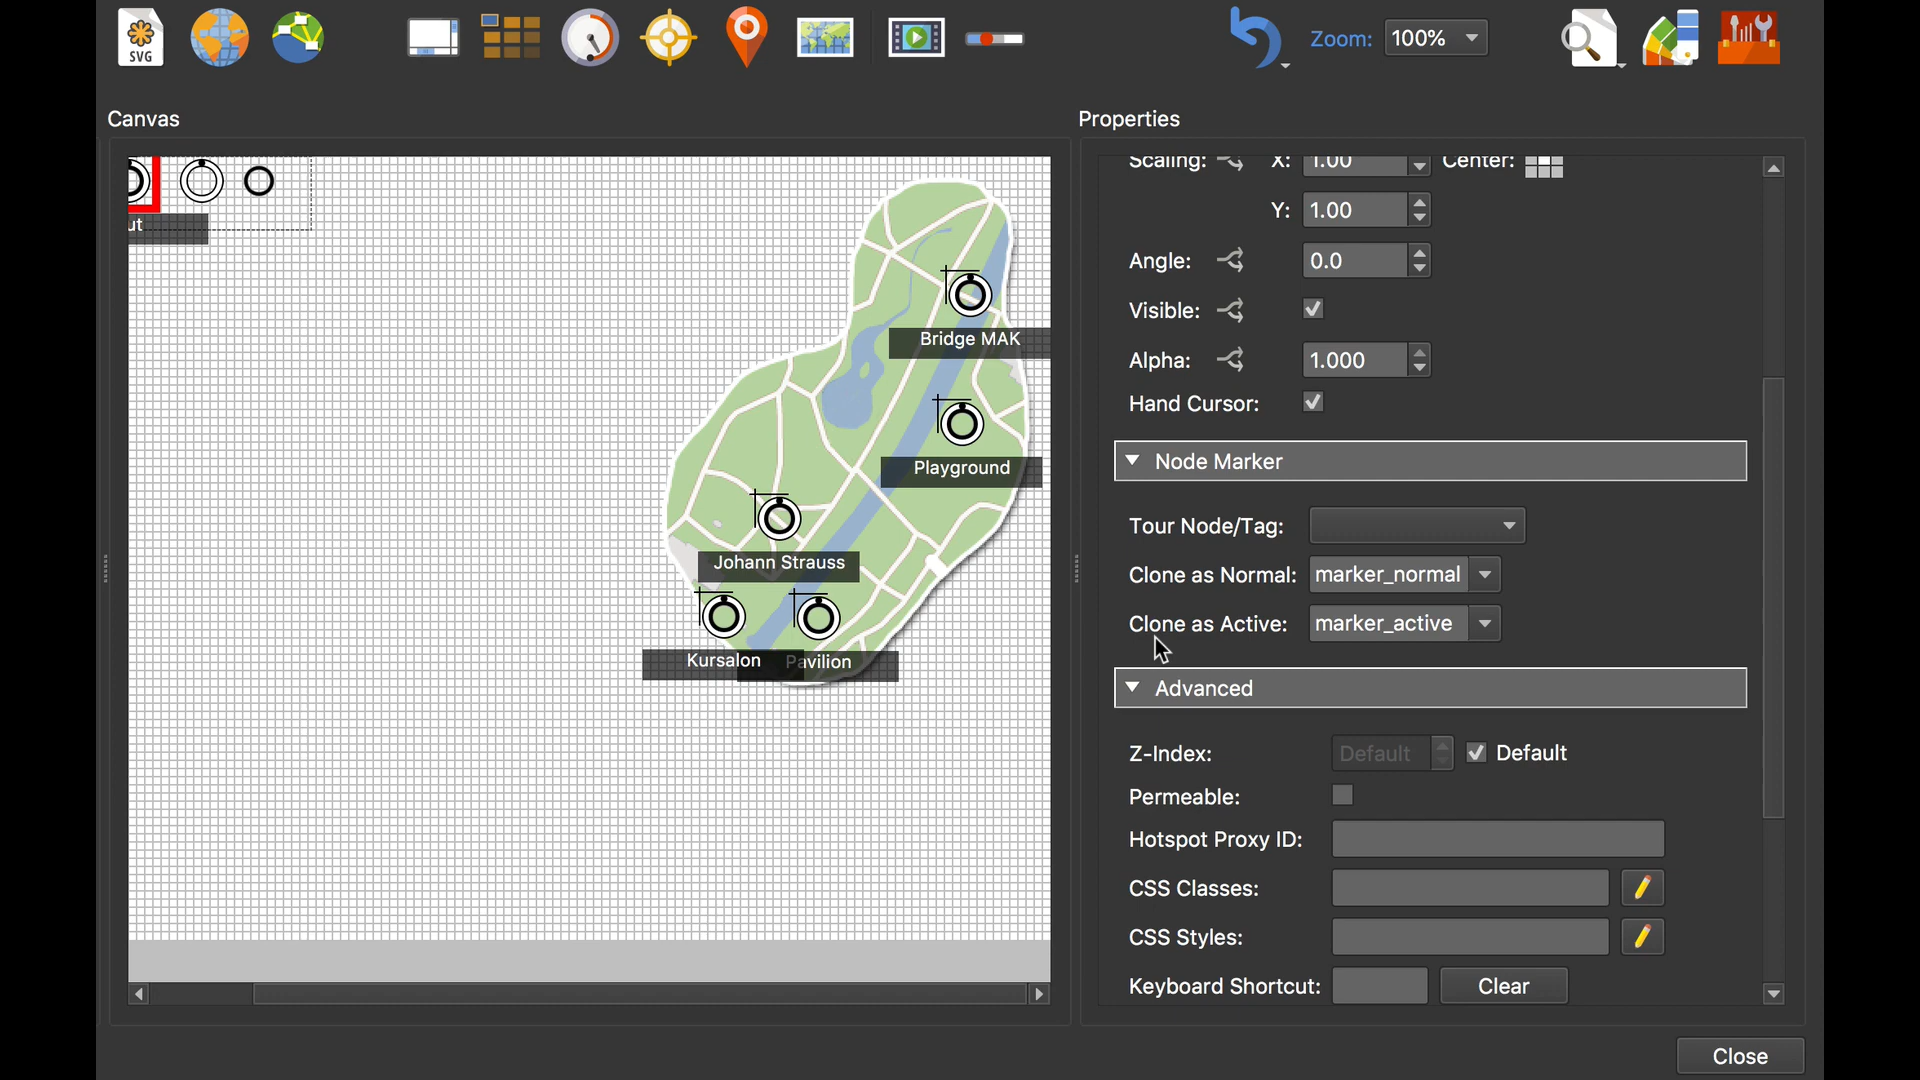 SVG
Zoom: 100%
Canvas
Properties
ut
Bridge MAK
Playground
Johann Strauss
Kursalon
Pavilion
Scaling: X: 1.00 Center:
Y: 1.00
Angle: 0.0
Visible:
Alpha: 1.000
Hand Cursor:
Node Marker
Tour Node/Tag:
Clone as Normal: marker_normal
Clone as Active: marker_active
Advanced
Z-Index: Default Default
Permeable:
Hotspot Proxy ID:
CSS Classes:
CSS Styles:
Keyboard Shortcut: Clear
Close